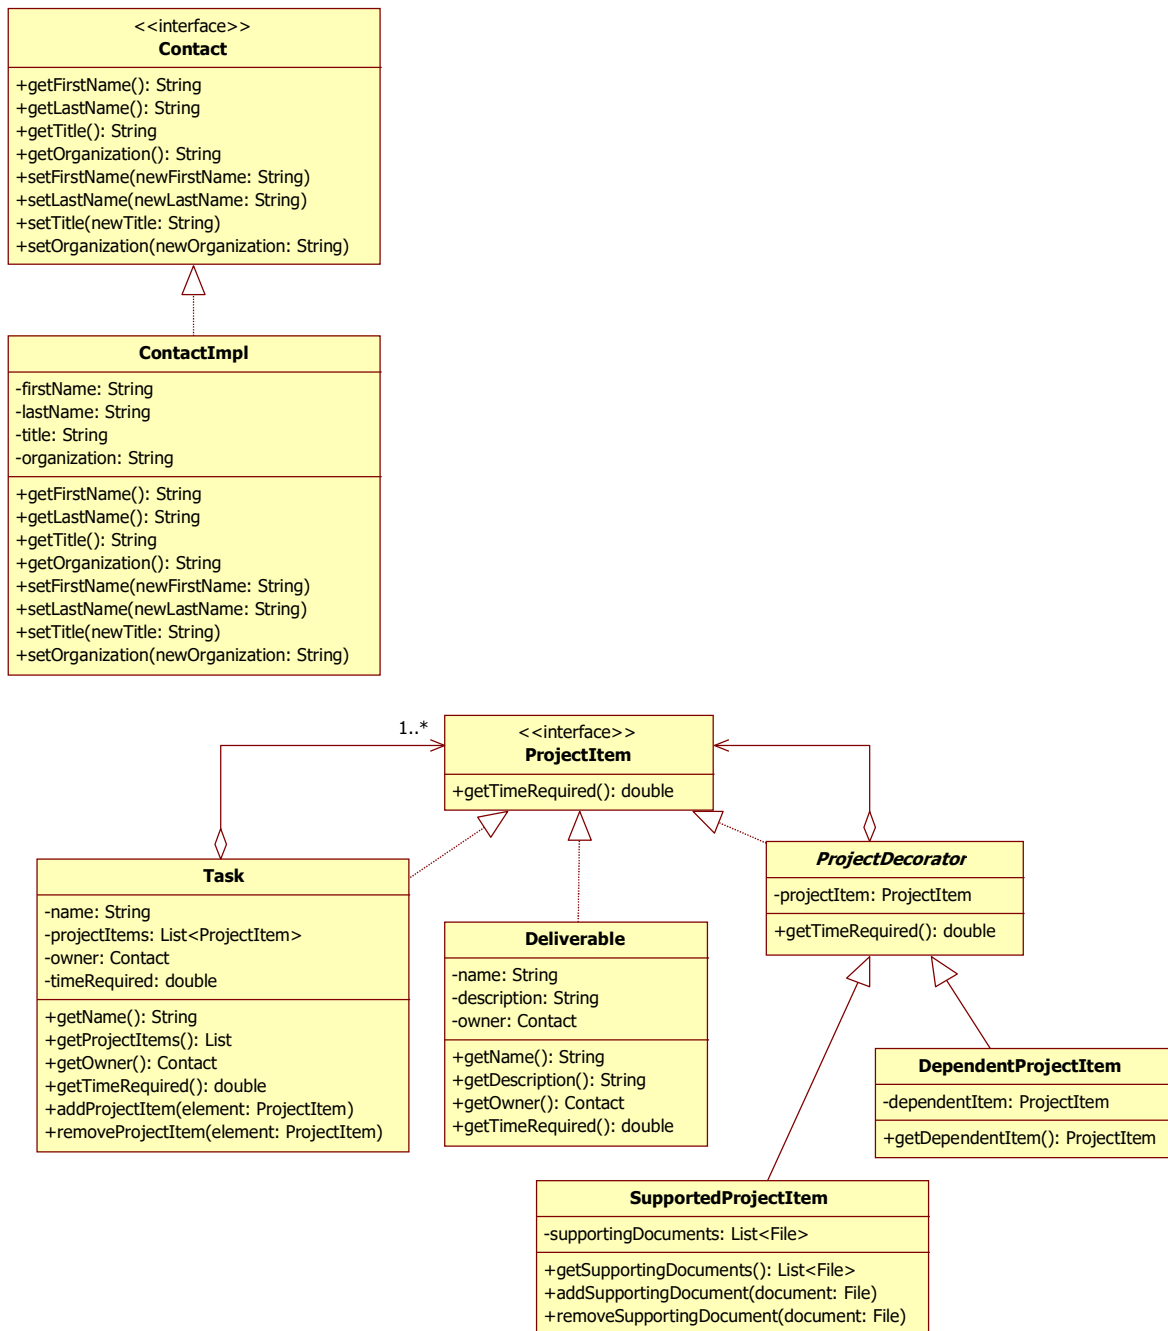 <<interface>>
Contact
+getFirstName(): String
+getLastName(): String
+getTitle(): String
+getOrganization(): String
+setFirstName(newFirstName: String)
+setLastName(newLastName: String)
+setTitle(newTitle: String)
+setOrganization(newOrganization: String)
ContactImpl
-firstName: String
-lastName: String
-title: String
-organization: String
+getFirstName(): String
+getLastName(): String
+getTitle(): String
+getOrganization(): String
+setFirstName(newFirstName: String)
+setLastName(newLastName: String)
+setTitle(newTitle: String)
+setOrganization(newOrganization: String)
1..*
<<interface>>
ProjectItem
+getTimeRequired(): double
Task
-name: String
-projectItems: List<ProjectItem>
-owner: Contact
-timeRequired: double
+getName(): String
+getProjectItems(): List
+getOwner(): Contact
+getTimeRequired(): double
+addProjectItem(element: ProjectItem)
+removeProjectItem(element: ProjectItem)
Deliverable
-name: String
-description: String
-owner: Contact
+getName(): String
+getDescription(): String
+getOwner(): Contact
+getTimeRequired(): double
ProjectDecorator
-projectItem: ProjectItem
+getTimeRequired(): double
DependentProjectItem
-dependentItem: ProjectItem
+getDependentItem(): ProjectItem
SupportedProjectItem
-supportingDocuments: List<File>
+getSupportingDocuments(): List<File>
+addSupportingDocument(document: File)
+removeSupportingDocument(document: File)